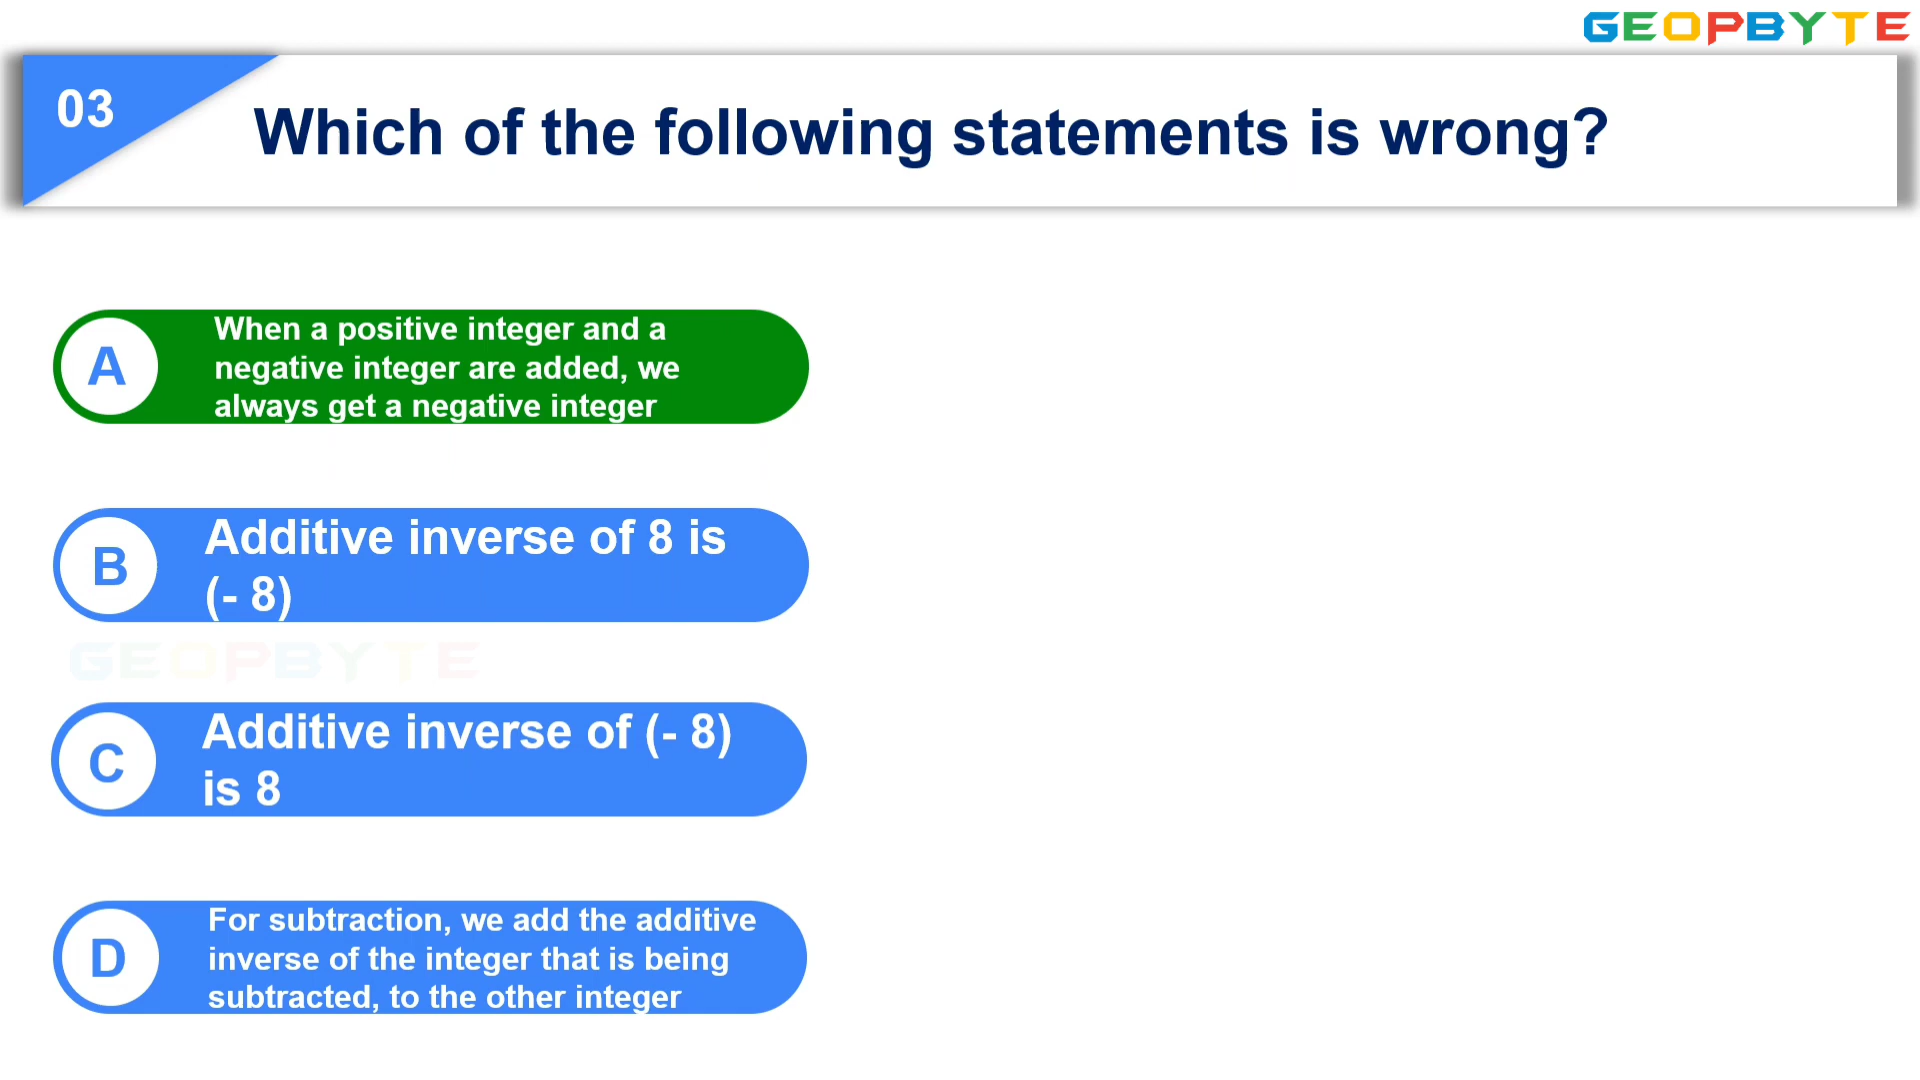 GEOPBYTE
03
Which of the following statements is wrong?
A
When a positive integer and a
negative integer are added, we
always get a negative integer
B
Additive inverse of 8 is
(- 8)
GEOPBYTE
C
Additive inverse of (- 8)
is 8
D
For subtraction, we add the additive
inverse of the integer that is being
subtracted, to the other integer